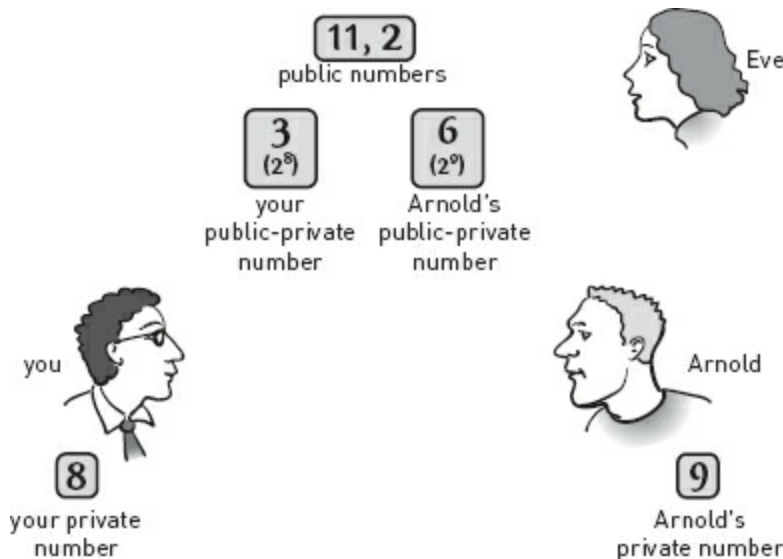 11, 2
public numbers
Eve
3
(2⁸)
your
public-private
number
6
(2⁹)
Arnold's
public-private
number
you
Arnold
8
your private
number
9
Arnold's
private number